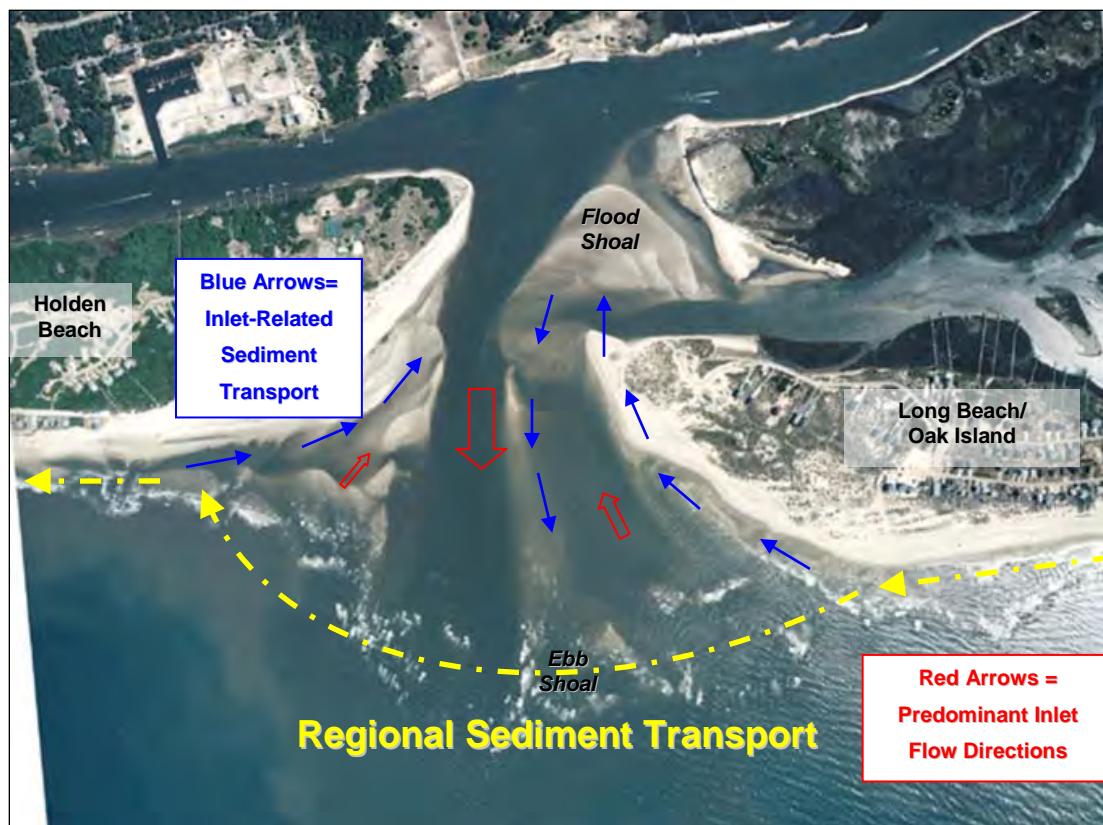 Flood
Shoal
Blue Arrows=
Inlet-Related
Sediment
Transport
Holden
Beach
Long Beach/
Oak Island
Ebb
Shoal
Red Arrows =
Predominant Inlet
Flow Directions
Regional Sediment Transport